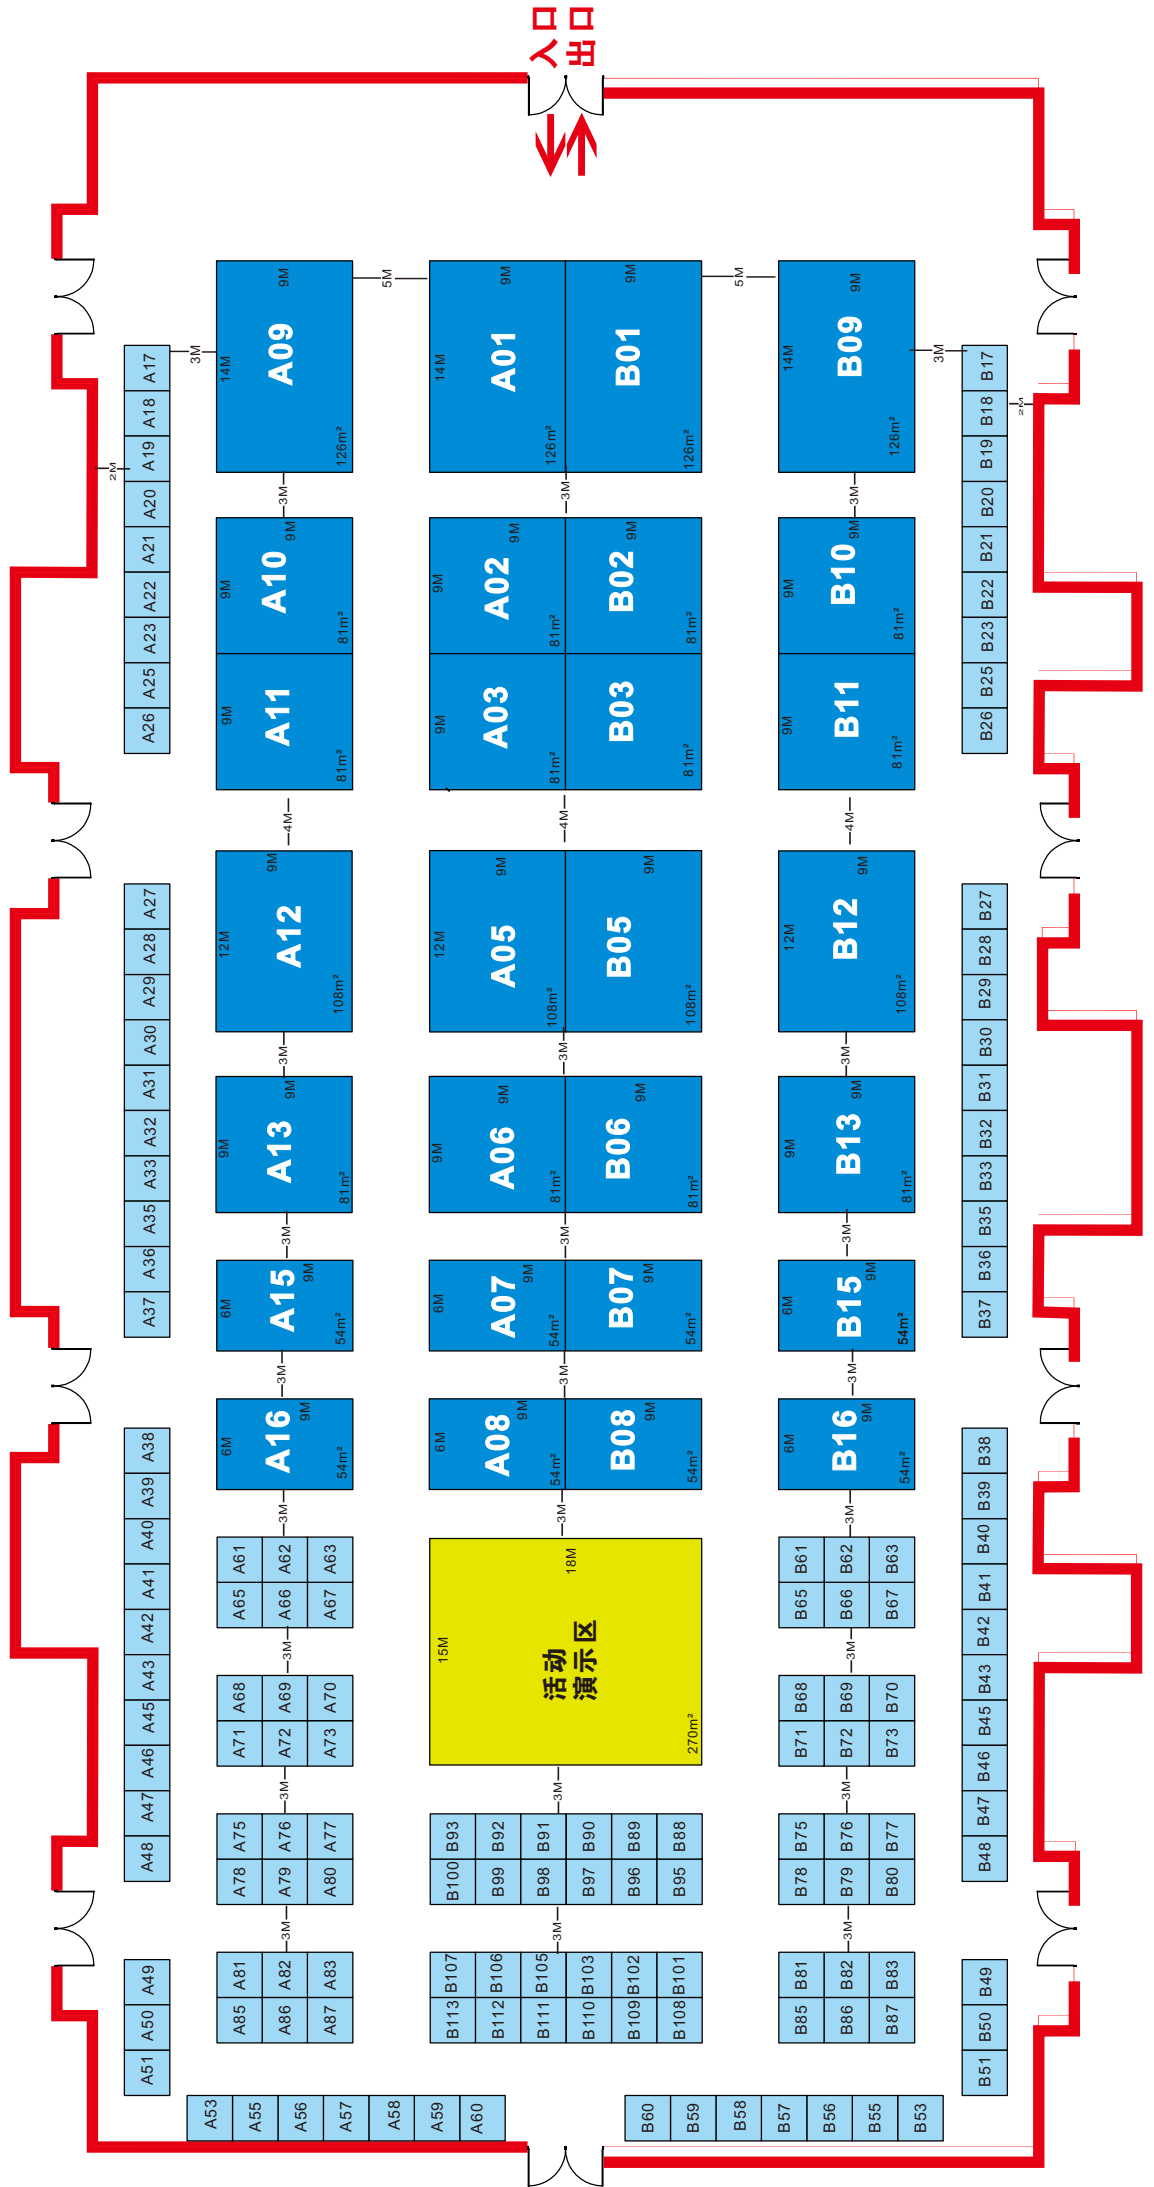 入口
出口
A17
A18
A19
A20
A21
A22
A23
A25
A26
2M
3M
A09
14M
9M
126m²
5M
A01
14M
9M
126m²
B01
9M
126m²
5M
B09
14M
9M
126m²
3M
B17
B18
B19
B20
B21
B22
B23
B25
B26
2M
3M
3M
3M
A10
9M
9M
81m²
A11
9M
81m²
A02
9M
9M
81m²
A03
9M
81m²
B02
81m²
B03
81m²
B10
9M
9M
81m²
B11
9M
81m²
4M
4M
4M
A27
A28
A29
A30
A31
A32
A33
A35
A36
A37
A12
12M
9M
108m²
A05
12M
9M
108m²
B05
9M
108m²
B12
12M
9M
108m²
B27
B28
B29
B30
B31
B32
B33
B35
B36
B37
3M
3M
3M
A13
9M
9M
81m²
A06
9M
9M
81m²
B06
9M
81m²
B13
9M
9M
81m²
3M
3M
3M
A15
6M
9M
54m²
A07
6M
9M
54m²
B07
9M
54m²
B15
6M
9M
54m²
3M
3M
3M
A16
6M
9M
54m²
A08
6M
9M
54m²
B08
9M
54m²
B16
6M
9M
54m²
3M
3M
3M
A38
A39
A40
A41
A42
A43
A45
A46
A47
A48
A61
A62
A63
A65
A66
A67
3M
A68
A69
A70
A71
A72
A73
3M
活动
演示区
15M
18M
270m²
3M
B61
B62
B63
B65
B66
B67
3M
B68
B69
B70
B71
B72
B73
3M
B38
B39
B40
B41
B42
B43
B45
B46
B47
B48
A75
A76
A77
A78
A79
A80
3M
B93
B92
B91
B90
B89
B88
B100
B99
B98
B97
B96
B95
3M
B75
B76
B77
B78
B79
B80
3M
A49
A50
A51
A81
A82
A83
A85
A86
A87
B107
B106
B105
B103
B102
B101
B113
B112
B111
B110
B109
B108
B81
B82
B83
B85
B86
B87
B49
B50
B51
A53
A55
A56
A57
A58
A59
A60
B60
B59
B58
B57
B56
B55
B53